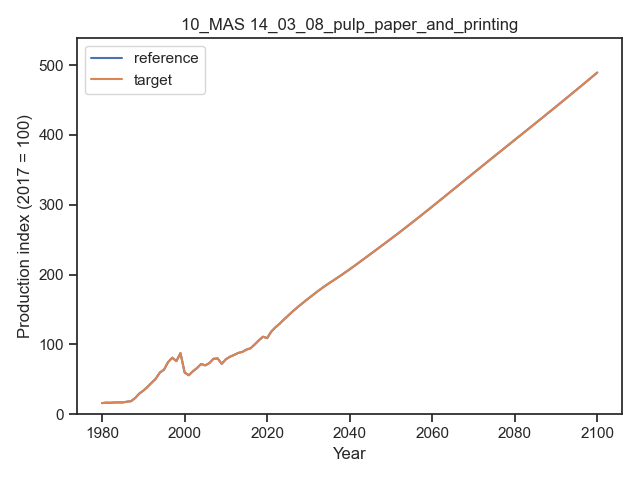 10_MAS 14_03_08_pulp_paper_and_printing
reference
target
Production index (2017 = 100)
500
400
300
200
100
0
1980
2000
2020
2040
2060
2080
2100
Year